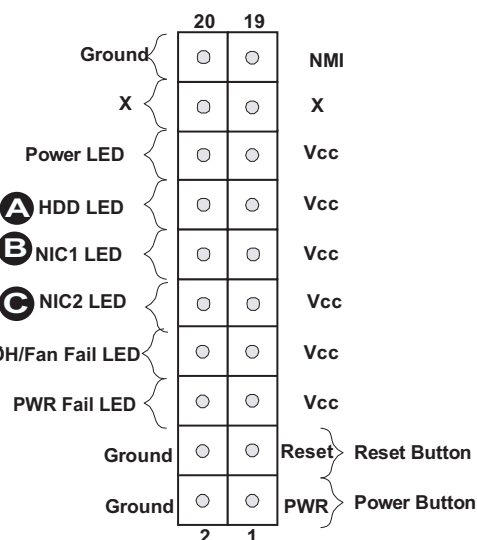 20 19
Ground NMI
X X
Power LED Vcc
A HDD LED Vcc
B NIC1 LED Vcc
C NIC2 LED Vcc
H/Fan Fail LED Vcc
PWR Fail LED Vcc
Ground Reset Reset Button
Ground PWR Power Button
2 1